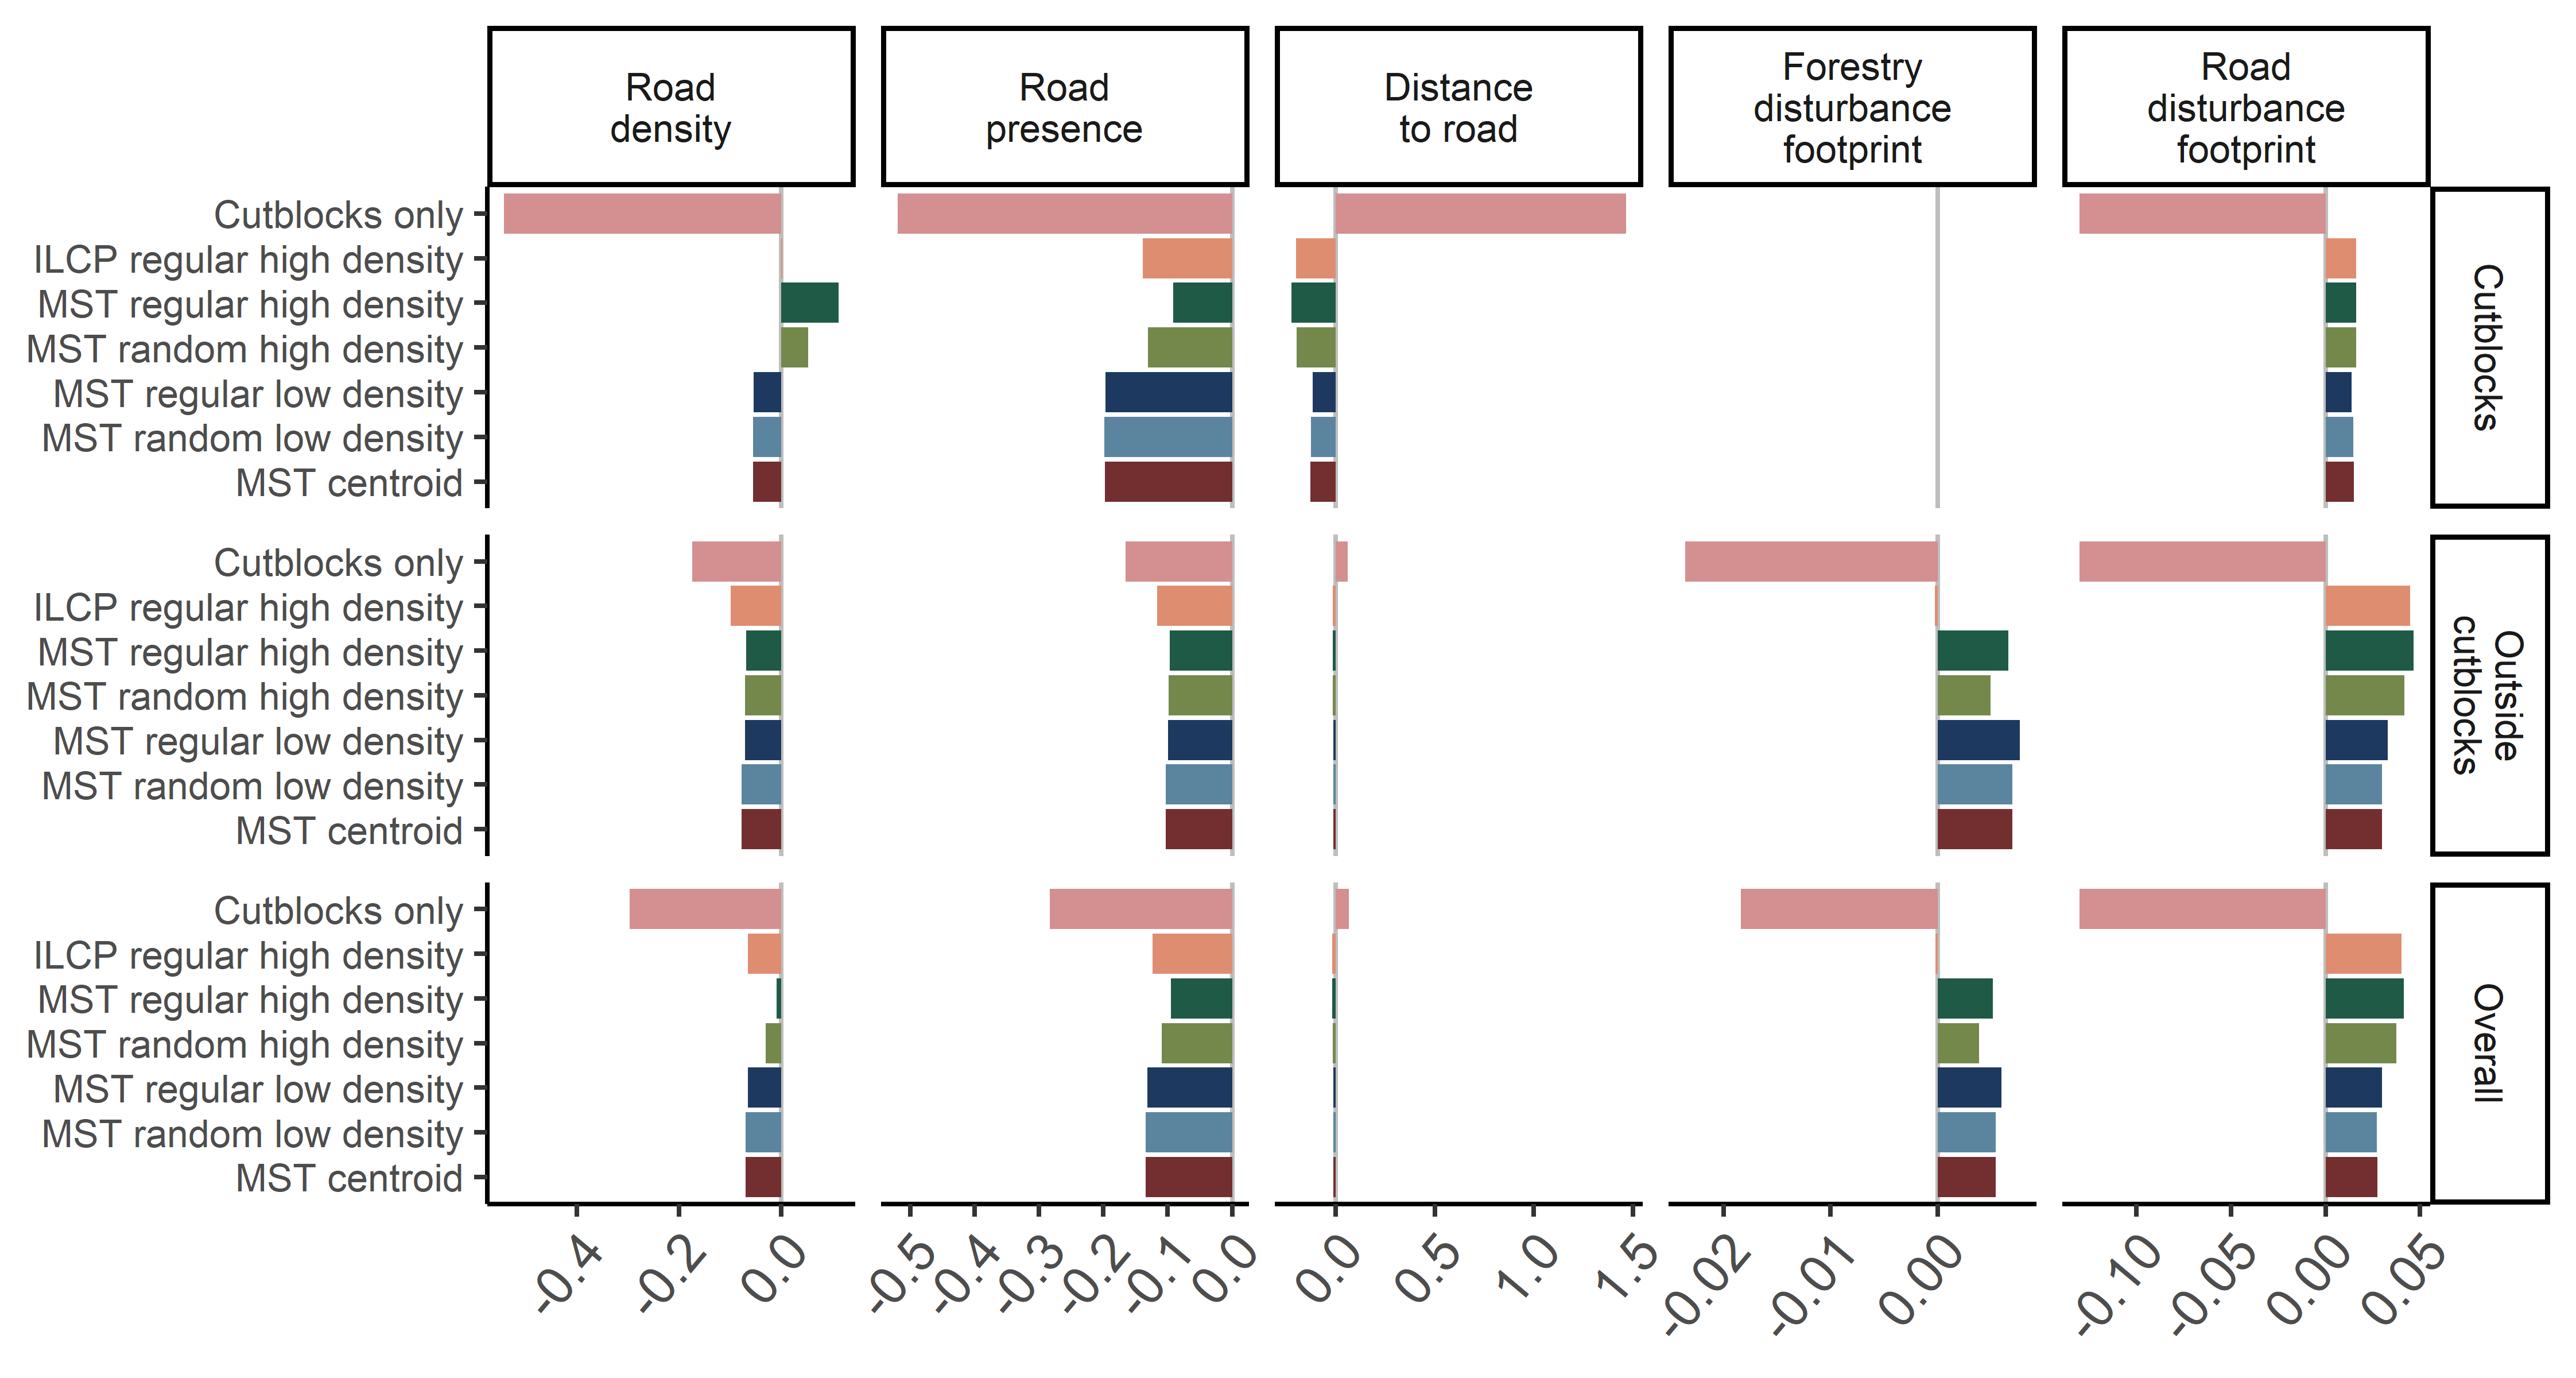 Road
density
Road
presence
Distance
to road
Forestry
disturbance
footprint
Road
disturbance
footprint
Cutblocks only
ILCP regular high density
MST regular high density
MST random high density
MST regular low density
MST random low density
MST centroid
Cutblocks
Cutblocks only
ILCP regular high density
MST regular high density
MST random high density
MST regular low density
MST random low density
MST centroid
Outside
cutblocks
Cutblocks only
ILCP regular high density
MST regular high density
MST random high density
MST regular low density
MST random low density
MST centroid
Overall
-0.4 -0.2 0.0
-0.5 -0.4 -0.3 -0.2 -0.1 0.0
0.0 0.5 1.0 1.5
-0.02 -0.01 0.00
-0.10 -0.05 0.00 0.05